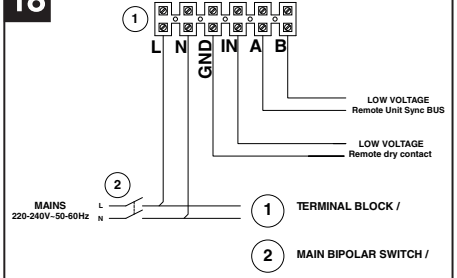 18
1
L N GND IN A B
LOW VOLTAGE
Remote Unit Sync BUS
LOW VOLTAGE
Remote dry contact
2
MAINS
220-240V~50-60Hz
L
N
1 TERMINAL BLOCK /
2 MAIN BIPOLAR SWITCH /